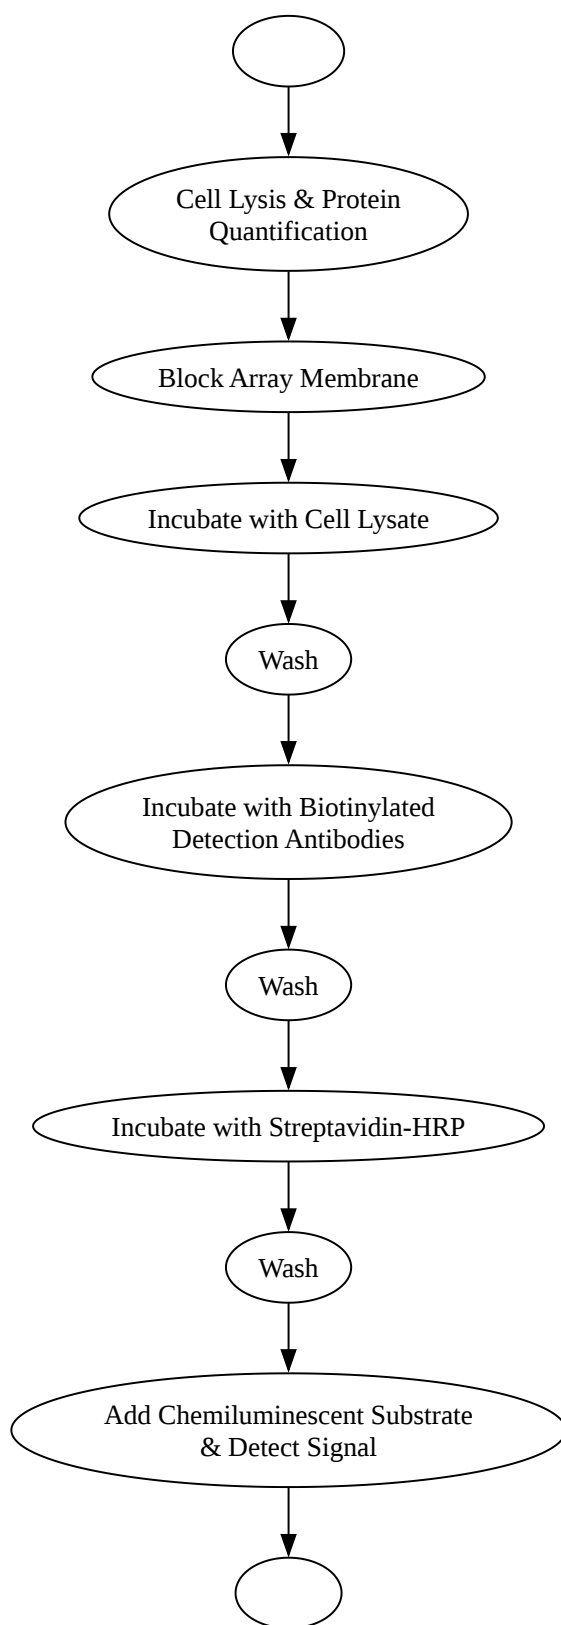 Cell Lysis & Protein
Quantification
Block Array Membrane
Incubate with Cell Lysate
Wash
Incubate with Biotinylated
Detection Antibodies
Wash
Incubate with Streptavidin-HRP
Wash
Add Chemiluminescent Substrate
& Detect Signal